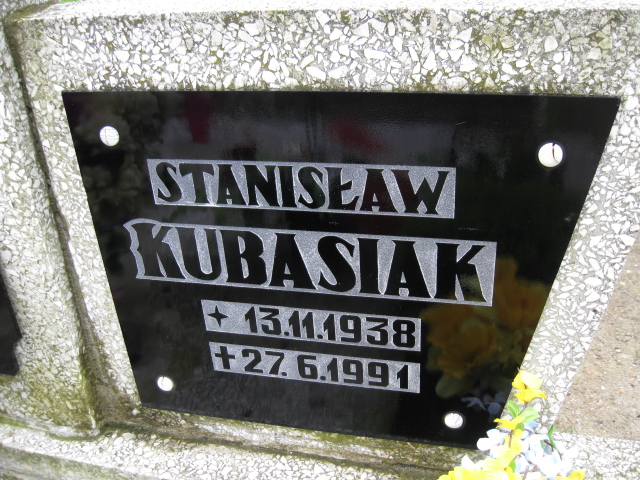 STANISŁAW
KUBASIAK
✦ 13.11.1938
✝ 27.6.1991